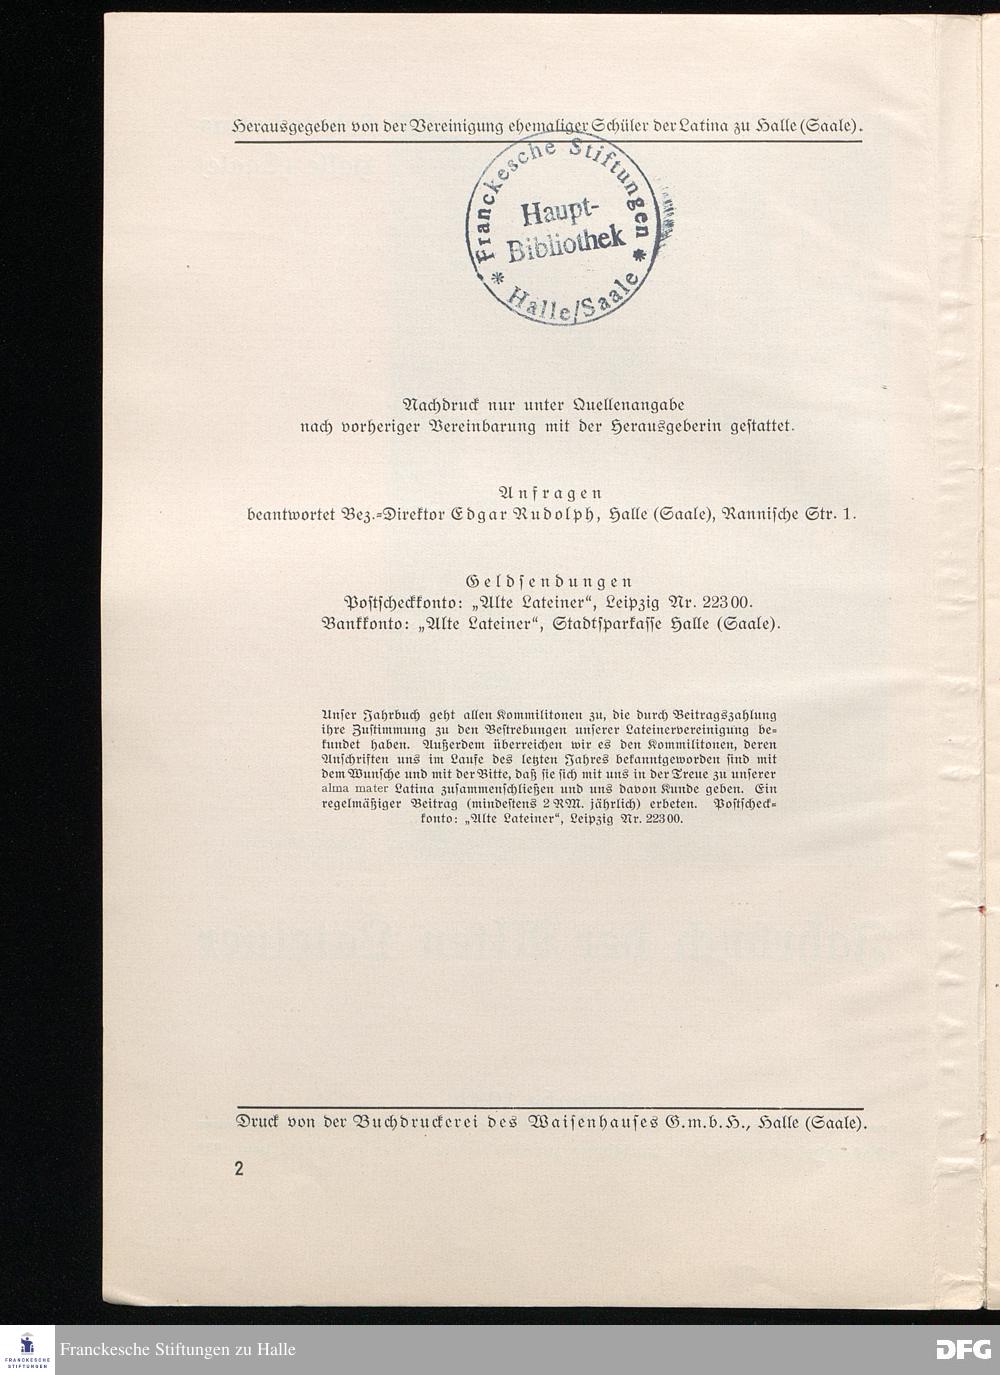 Herausgegeben von der Vereinigung ehemaliger Schüler der Latina zu Halle (Saale).
Franckesche Stiftungen
Haupt-
Bibliothek
* Halle/Saale *
Nachdruck nur unter Quellenangabe
nach vorheriger Vereinbarung mit der Herausgeberin gestattet.
Anfragen
beantwortet Bez.-Direktor Edgar Rudolph, Halle (Saale), Rannische Str. 1.
Geldsendungen
Postscheckkonto: „Alte Lateiner“, Leipzig Nr. 22300.
Bankkonto: „Alte Lateiner“, Stadtsparkasse Halle (Saale).
Unser Jahrbuch geht allen Kommilitonen zu, die durch Beitragszahlung
ihre Zustimmung zu den Bestrebungen unserer Lateinervereinigung be-
kundet haben. Außerdem überreichen wir es den Kommilitonen, deren
Anschriften uns im Laufe des letzten Jahres bekanntgeworden sind mit
dem Wunsche und mit der Bitte, daß sie sich mit uns in der Treue zu unserer
alma mater Latina zusammenschließen und uns davon Kunde geben. Ein
regelmäßiger Beitrag (mindestens 2 RM. jährlich) erbeten. Postscheck-
konto: „Alte Lateiner“, Leipzig Nr. 22300.
Druck von der Buchdruckerei des Waisenhauses G.m.b.H., Halle (Saale).
2
FRANCKESCHE
STIFTUNGEN
Franckesche Stiftungen zu Halle
DFG